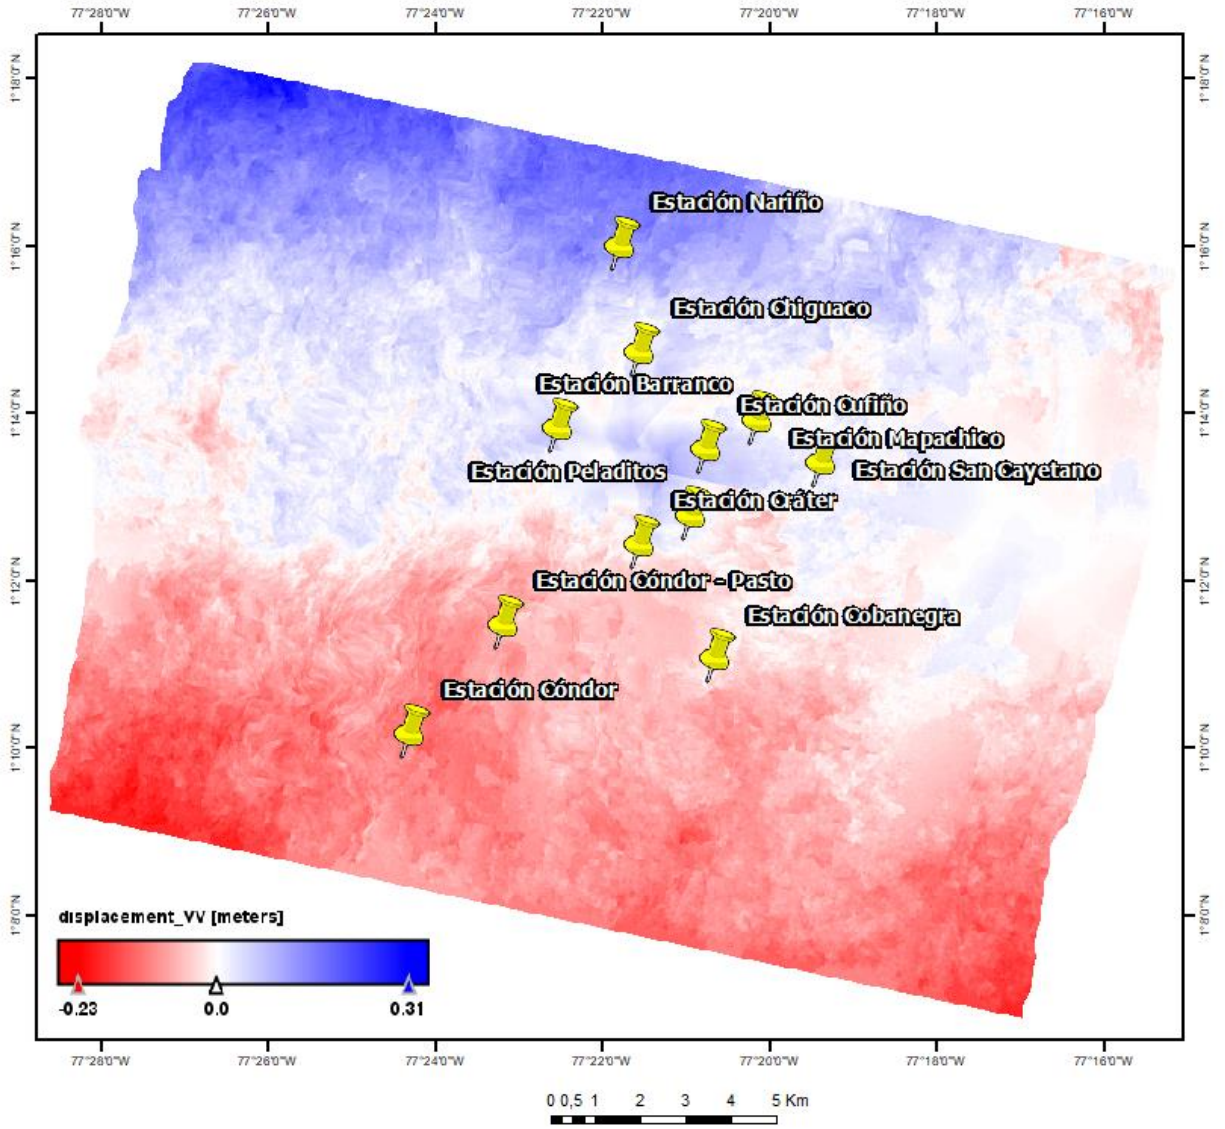 77°28'0"W 77°26'0"W 77°24'0"W 77°22'0"W 77°20'0"W 77°18'0"W 77°16'0"W
1°18'0"N 1°18'0"N
Estación Nariño
1°16'0"N 1°16'0"N
Estación Chiguaco
Estación Barranco
1°14'0"N 1°14'0"N
Estación Cufiño
Estación Mapachico
Estación Peladitos
Estación San Cayetano
Estación Cráter
1°12'0"N 1°12'0"N
Estación Cóndor - Pasto
Estación Cobanegra
Estación Cóndor
1°10'0"N 1°10'0"N
1°8'0"N 1°8'0"N
displacement_VV [meters]
-0.23 0.0 0.31
77°28'0"W 77°26'0"W 77°24'0"W 77°22'0"W 77°20'0"W 77°18'0"W 77°16'0"W
0 0,5 1 2 3 4 5 Km